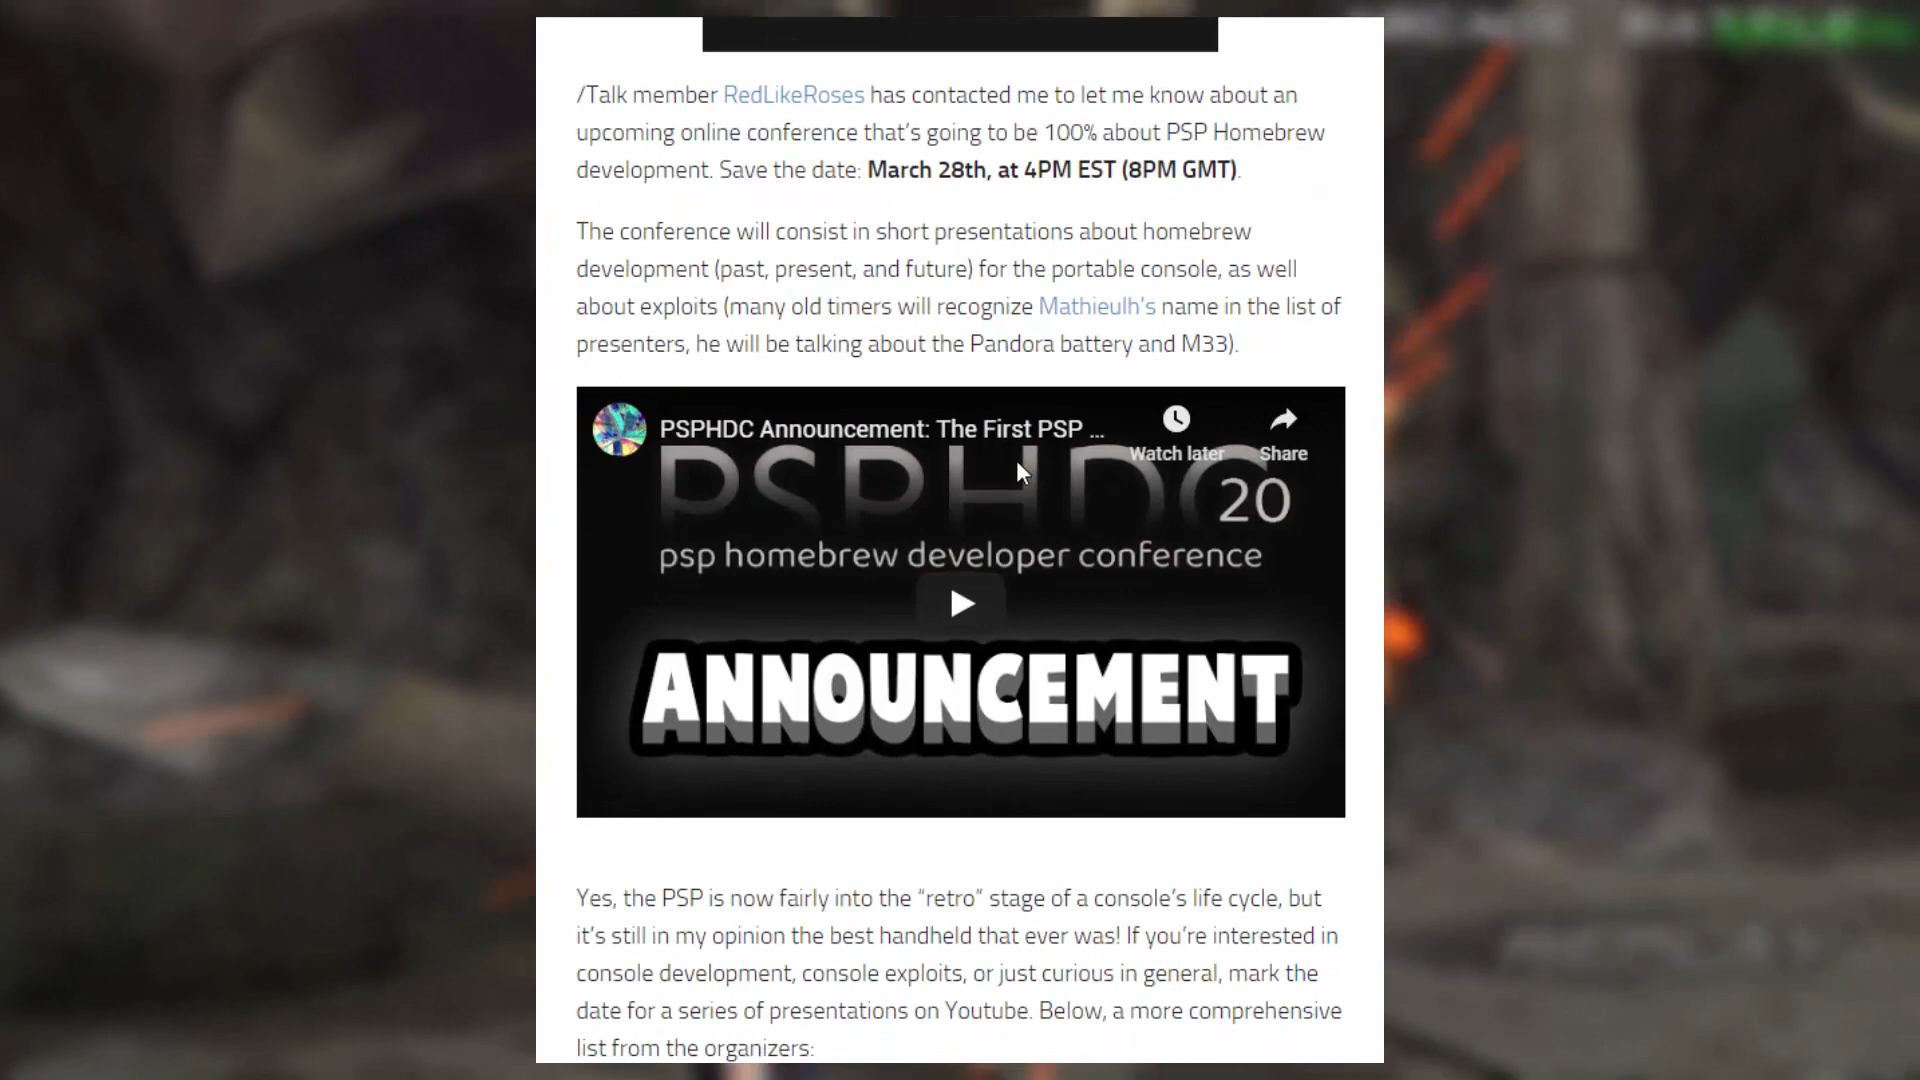 /Talk member RedLikeRoses has contacted me to let me know about an
upcoming online conference that’s going to be 100% about PSP Homebrew
development. Save the date: March 28th, at 4PM EST (8PM GMT).
The conference will consist in short presentations about homebrew
development (past, present, and future) for the portable console, as well
about exploits (many old timers will recognize Mathieulh’s name in the list of
presenters, he will be talking about the Pandora battery and M33).
PSPHDC Announcement: The First PSP ...
Watch later
Share
PSPHDC
20
psp homebrew developer conference
ANNOUNCEMENT
Yes, the PSP is now fairly into the “retro” stage of a console’s life cycle, but
it’s still in my opinion the best handheld that ever was! If you’re interested in
console development, console exploits, or just curious in general, mark the
date for a series of presentations on Youtube. Below, a more comprehensive
list from the organizers: